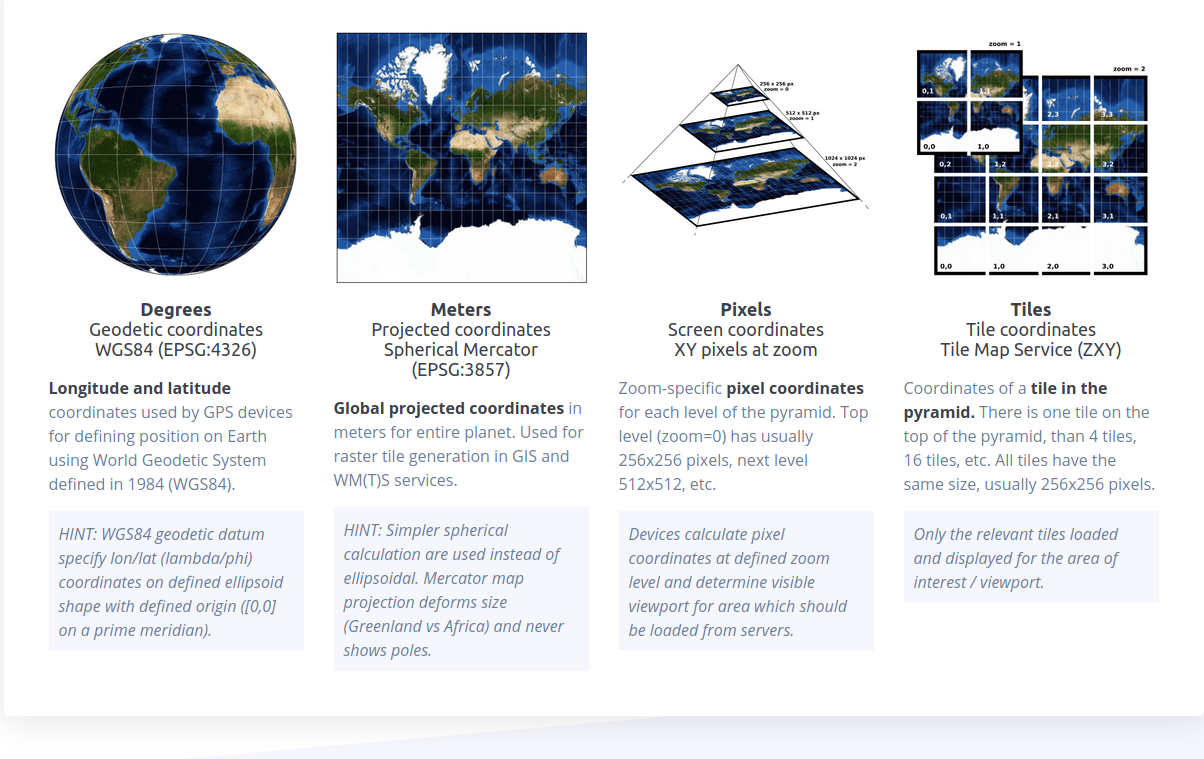 256 x 256 px
zoom = 0
512 x 512 px
zoom = 1
1024 x 1024 px
zoom = 2
zoom = 1
zoom = 2
0,1
1,1
2,3
3,3
0,0
1,0
0,2
1,2
2,2
3,2
0,1
1,1
2,1
3,1
0,0
1,0
2,0
3,0
Degrees
Geodetic coordinates
WGS84 (EPSG:4326)
Longitude and latitude
coordinates used by GPS devices
for defining position on Earth
using World Geodetic System
defined in 1984 (WGS84).
HINT: WGS84 geodetic datum
specify lon/lat (lambda/phi)
coordinates on defined ellipsoid
shape with defined origin ([0,0]
on a prime meridian).
Meters
Projected coordinates
Spherical Mercator
(EPSG:3857)
Global projected coordinates in
meters for entire planet. Used for
raster tile generation in GIS and
WM(T)S services.
HINT: Simpler spherical
calculation are used instead of
ellipsoidal. Mercator map
projection deforms size
(Greenland vs Africa) and never
shows poles.
Pixels
Screen coordinates
XY pixels at zoom
Zoom-specific pixel coordinates
for each level of the pyramid. Top
level (zoom=0) has usually
256x256 pixels, next level
512x512, etc.
Devices calculate pixel
coordinates at defined zoom
level and determine visible
viewport for area which should
be loaded from servers.
Tiles
Tile coordinates
Tile Map Service (ZXY)
Coordinates of a tile in the
pyramid. There is one tile on the
top of the pyramid, than 4 tiles,
16 tiles, etc. All tiles have the
same size, usually 256x256 pixels.
Only the relevant tiles loaded
and displayed for the area of
interest / viewport.